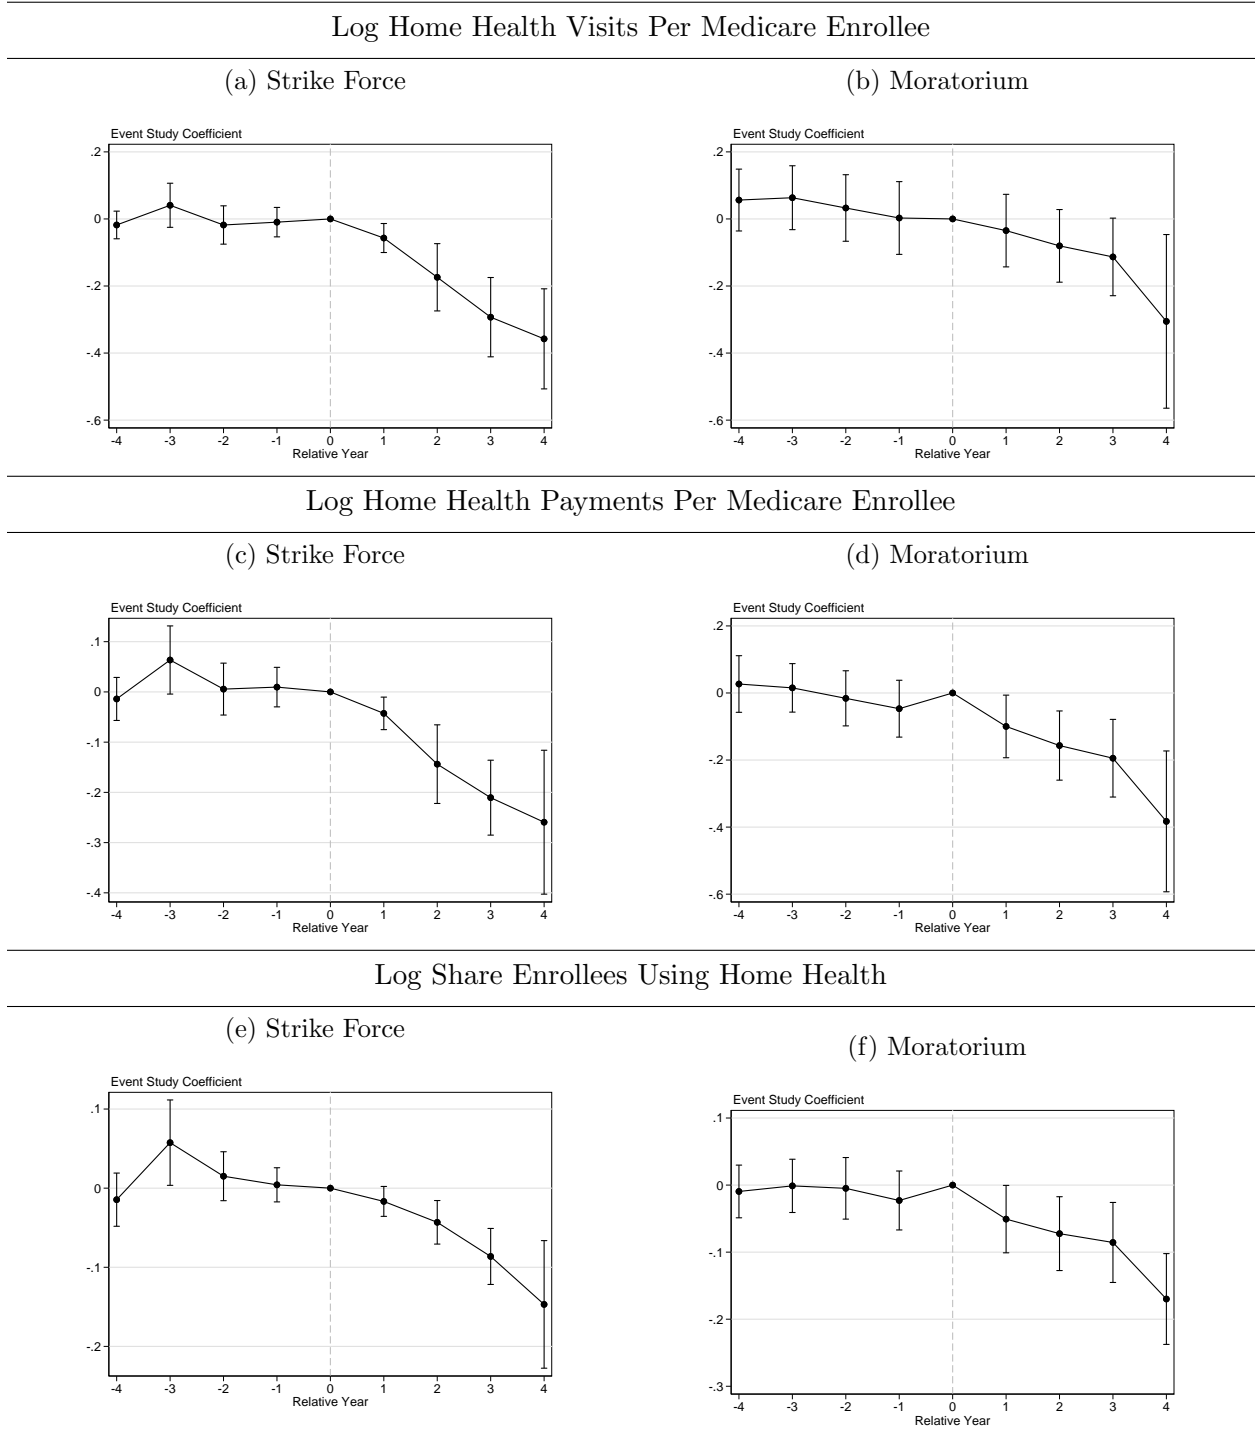 Log Home Health Visits Per Medicare Enrollee
(a) Strike Force
(b) Moratorium
Event Study Coefficient
.2
0
-.2
-.4
-.6
-4 -3 -2 -1 0 1 2 3 4
Relative Year
Event Study Coefficient
.2
0
-.2
-.4
-.6
-4 -3 -2 -1 0 1 2 3 4
Relative Year
Log Home Health Payments Per Medicare Enrollee
(c) Strike Force
(d) Moratorium
Event Study Coefficient
.1
0
-.1
-.2
-.3
-.4
-4 -3 -2 -1 0 1 2 3 4
Relative Year
Event Study Coefficient
.2
0
-.2
-.4
-.6
-4 -3 -2 -1 0 1 2 3 4
Relative Year
Log Share Enrollees Using Home Health
(e) Strike Force
(f) Moratorium
Event Study Coefficient
.1
0
-.1
-.2
-4 -3 -2 -1 0 1 2 3 4
Relative Year
Event Study Coefficient
.1
0
-.1
-.2
-.3
-4 -3 -2 -1 0 1 2 3 4
Relative Year